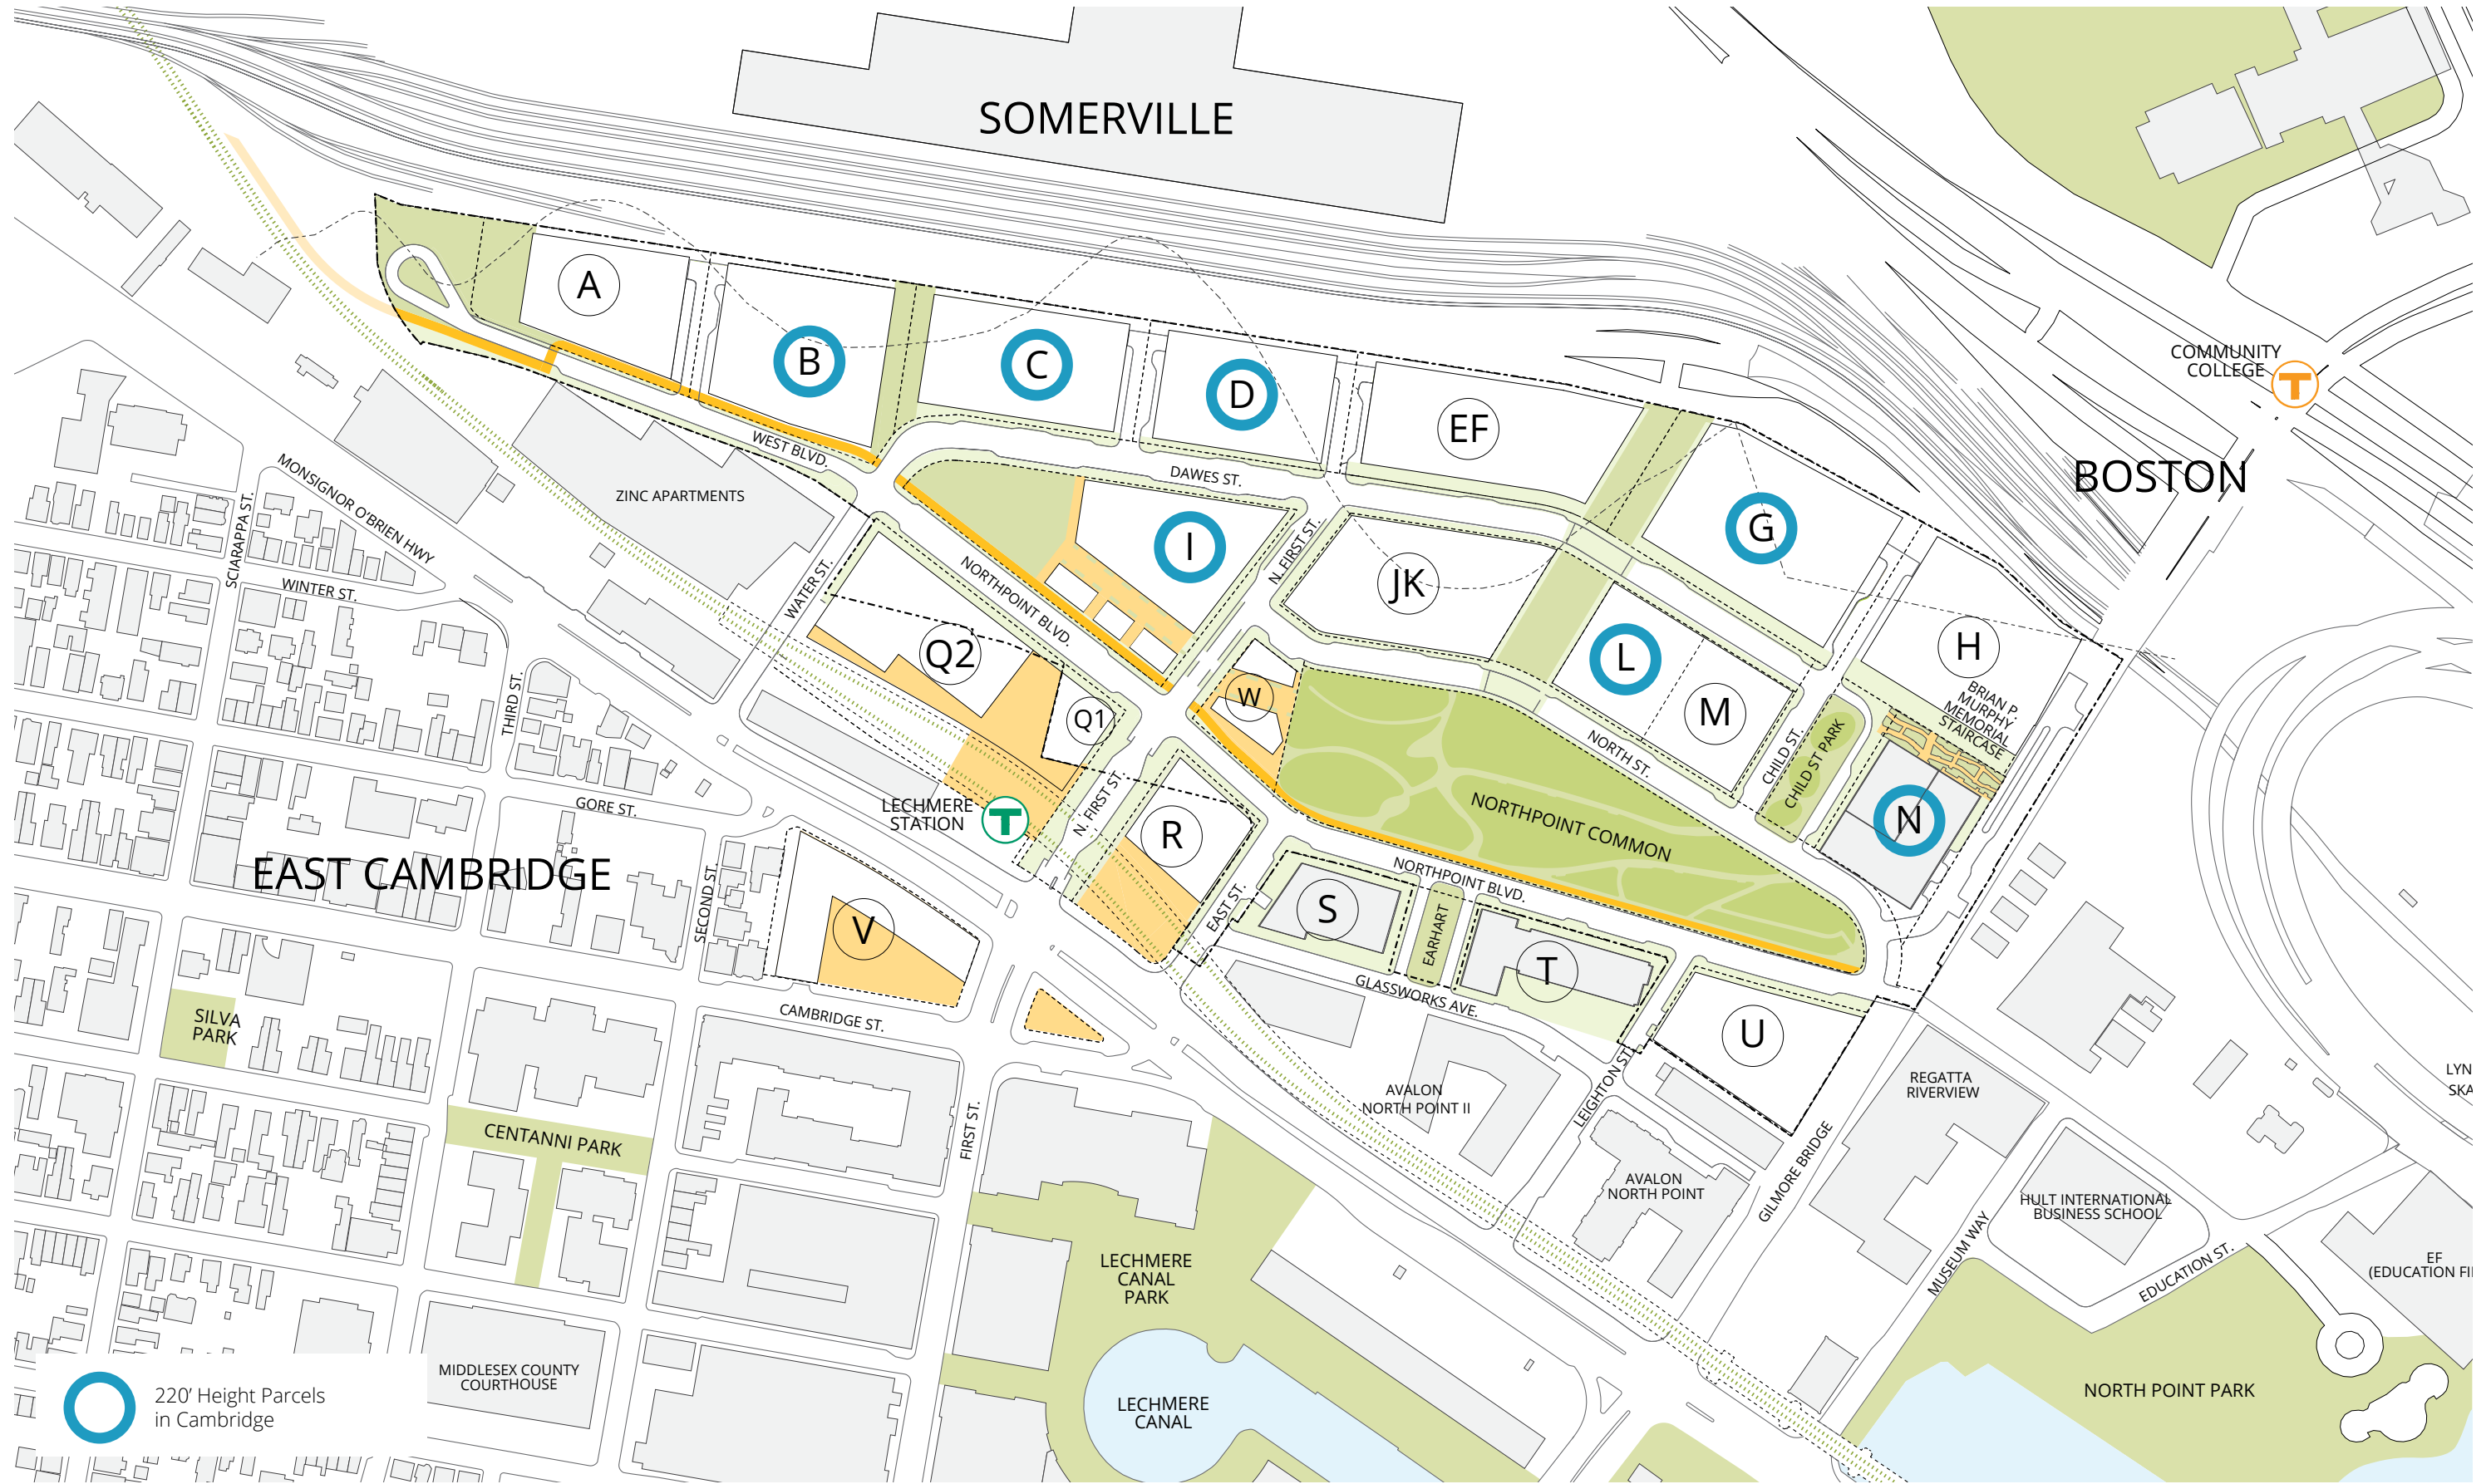 SOMERVILLE
A
B
C
D
EF
COMMUNITY
COLLEGE
T
BOSTON
WEST BLVD.
DAWES ST.
ZINC APARTMENTS
MONSIGNOR O'BRIEN HWY
SCIARAPPA ST.
WINTER ST.
WATER ST.
NORTHPOINT BLVD.
I
N. FIRST ST.
JK
G
L
M
H
BRIAN P.
MURPHY
MEMORIAL
STAIRCASE
Q2
Q1
W
THIRD ST.
NORTH ST.
CHILD ST.
CHILD ST PARK
N
GORE ST.
LECHMERE
STATION
T
N. FIRST ST.
R
NORTHPOINT COMMON
NORTHPOINT BLVD.
EAST CAMBRIDGE
SECOND ST.
V
EAST ST.
S
EARHART
T
GLASSWORKS AVE.
U
CAMBRIDGE ST.
SILVA
PARK
CENTANNI PARK
FIRST ST.
AVALON
NORTH POINT II
LEIGHTON ST.
AVALON
NORTH POINT
GILMORE BRIDGE
REGATTA
RIVERVIEW
LYN
SKA
HULT INTERNATIONAL
BUSINESS SCHOOL
MUSEUM WAY
EDUCATION ST.
EF
(EDUCATION FI
LECHMERE
CANAL
PARK
LECHMERE
CANAL
NORTH POINT PARK
MIDDLESEX COUNTY
COURTHOUSE
220' Height Parcels
in Cambridge